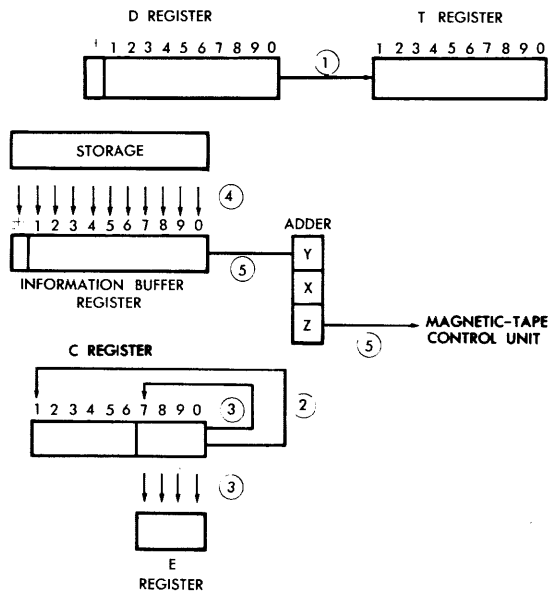 D REGISTER
T REGISTER
± 1 2 3 4 5 6 7 8 9 0
1 2 3 4 5 6 7 8 9 0
1
STORAGE
4
± 1 2 3 4 5 6 7 8 9 0
ADDER
Y
5
X
INFORMATION BUFFER
REGISTER
Z
5
MAGNETIC-TAPE
CONTROL UNIT
C REGISTER
1 2 3 4 5 6 7 8 9 0
3
2
3
E
REGISTER